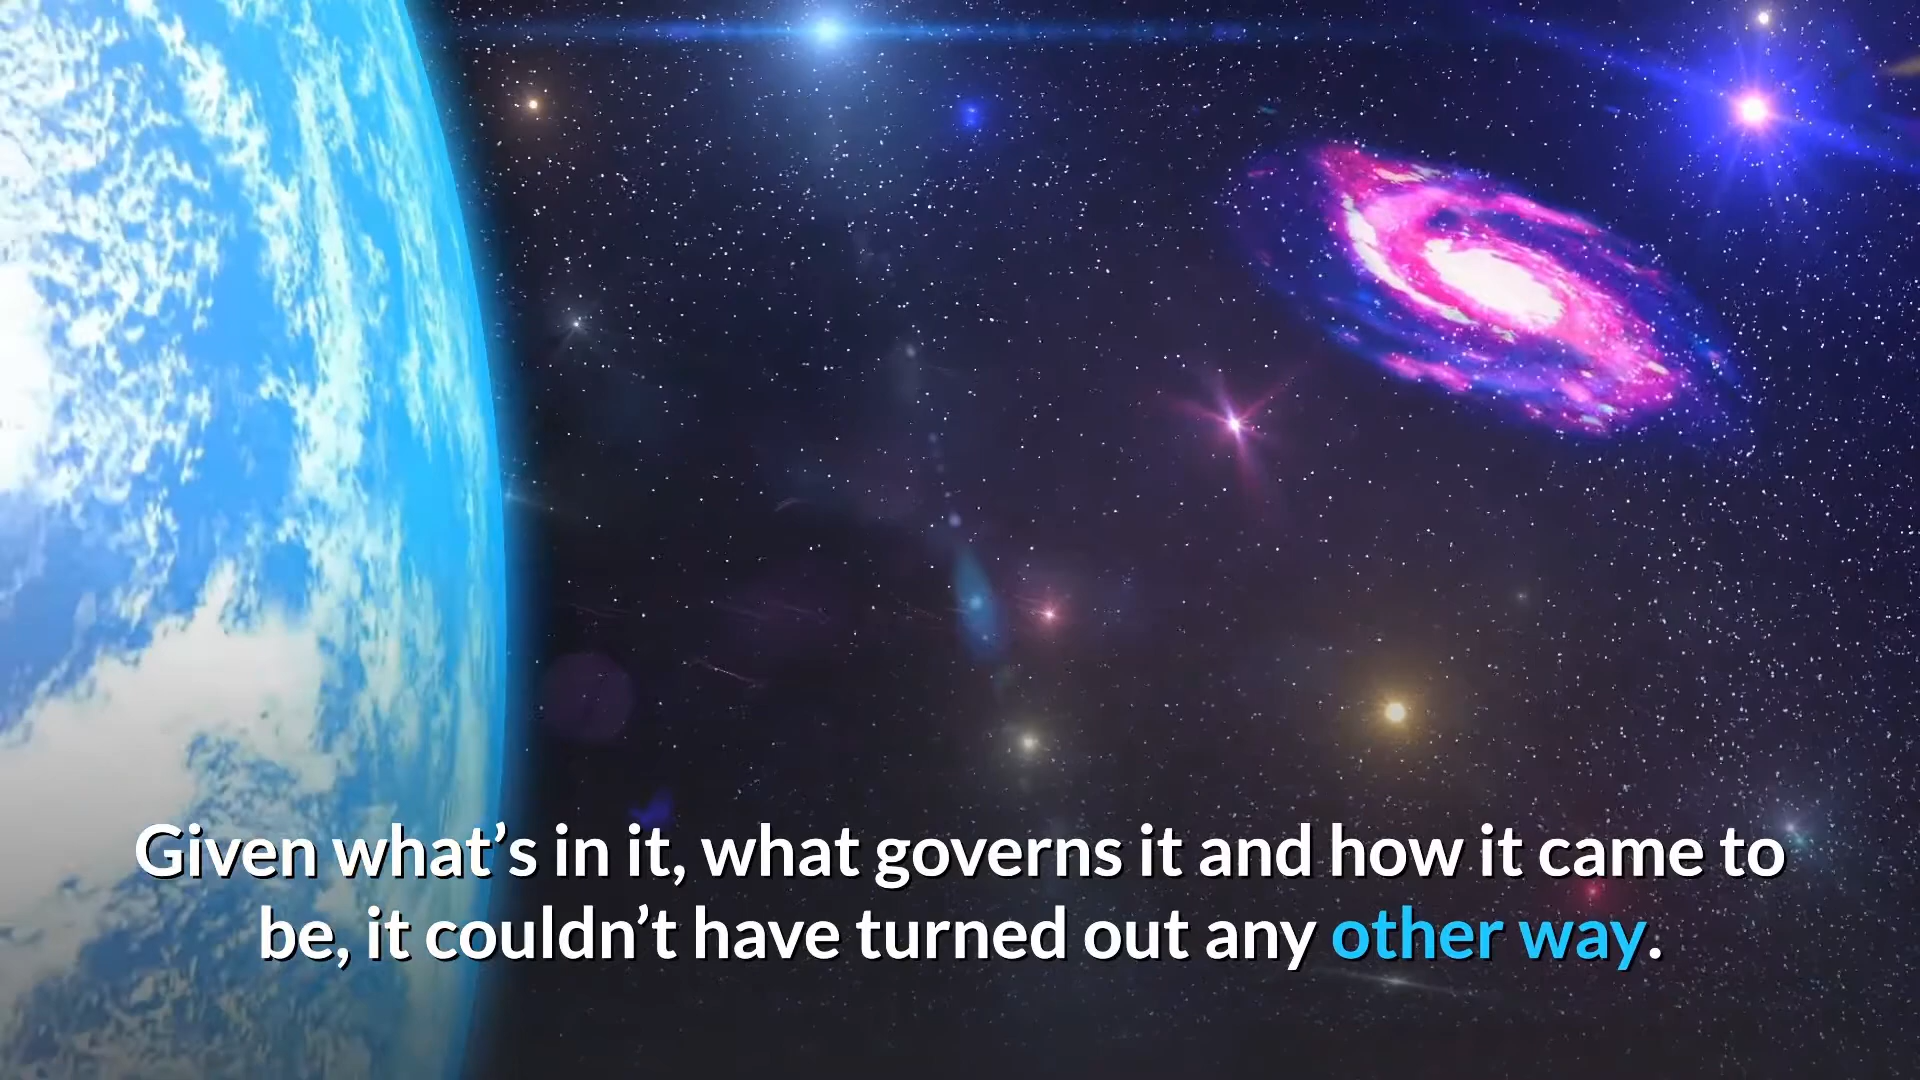 Given what’s in it, what governs it and how it came to
be, it couldn’t have turned out any other way.